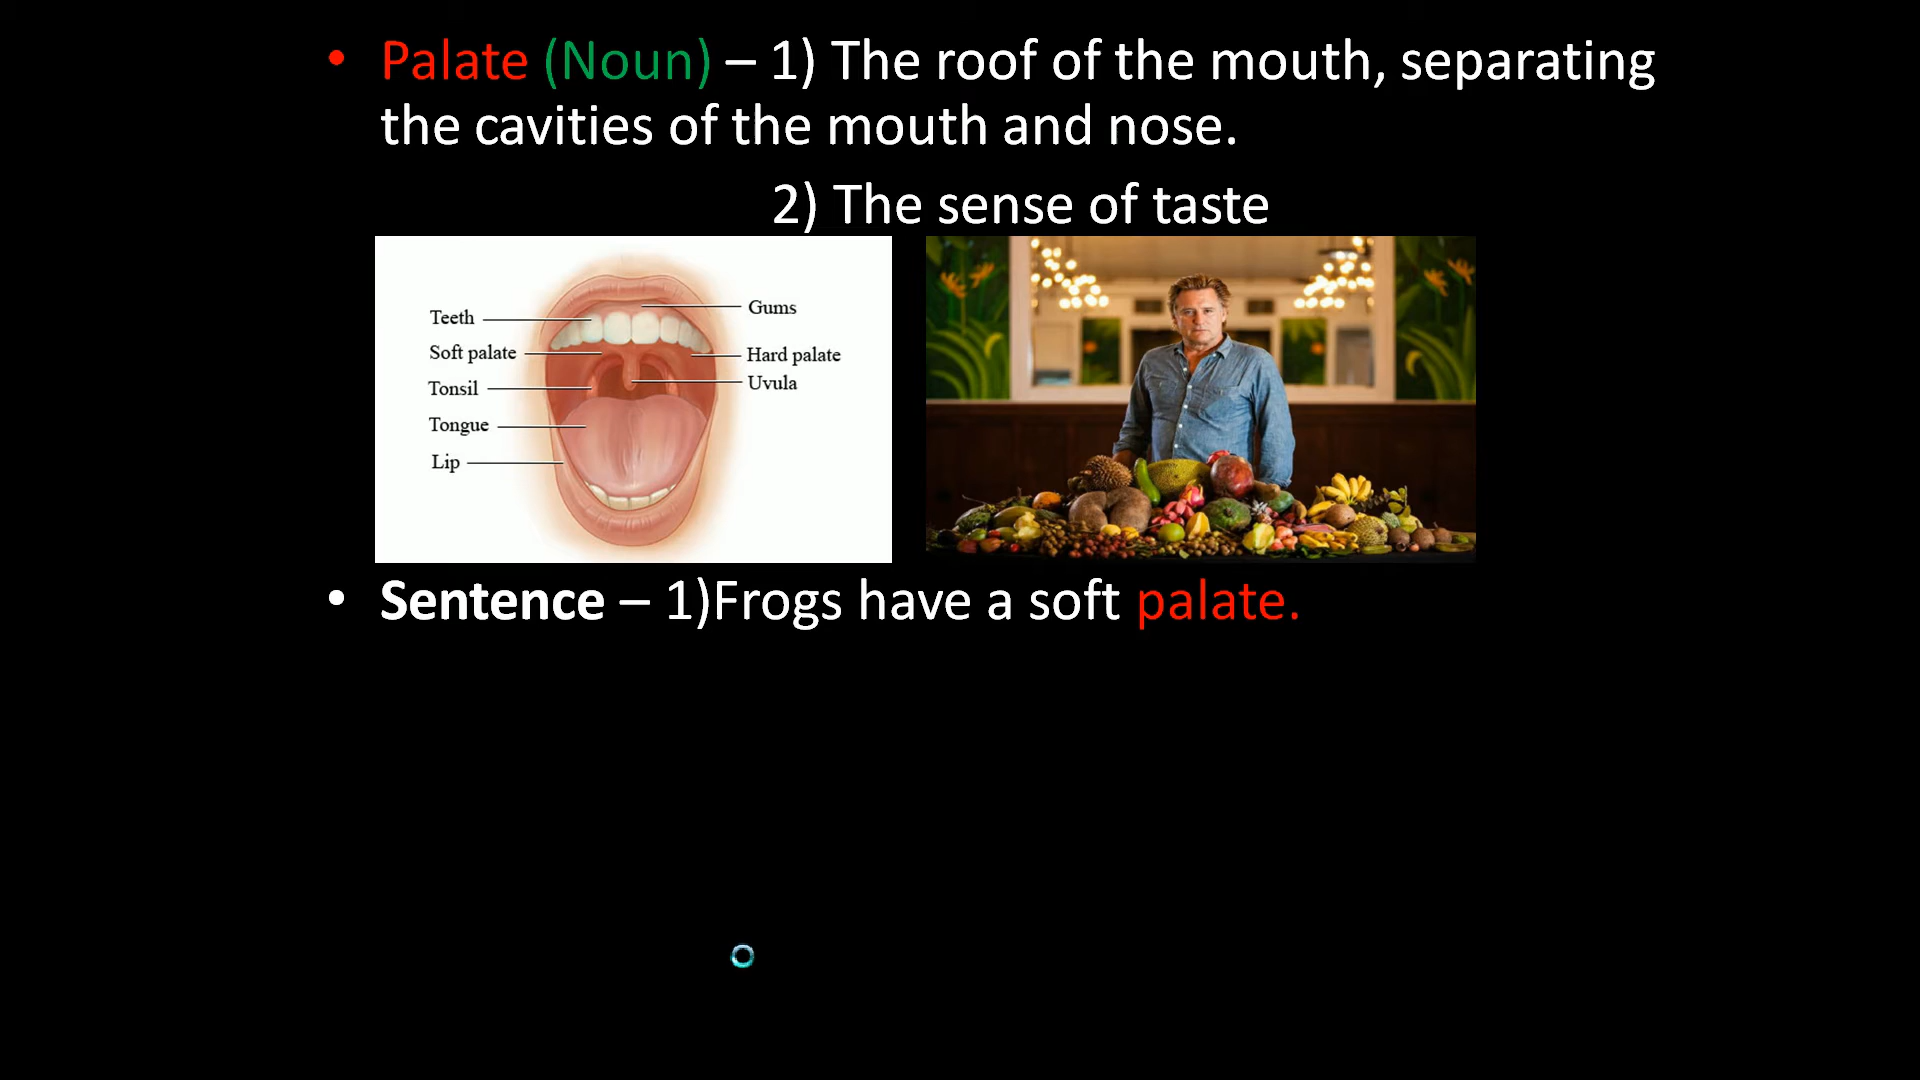 • Palate (Noun) – 1) The roof of the mouth, separating
the cavities of the mouth and nose.
2) The sense of taste
Teeth
Soft palate
Tonsil
Tongue
Lip
Gums
Hard palate
Uvula
• Sentence – 1)Frogs have a soft palate.